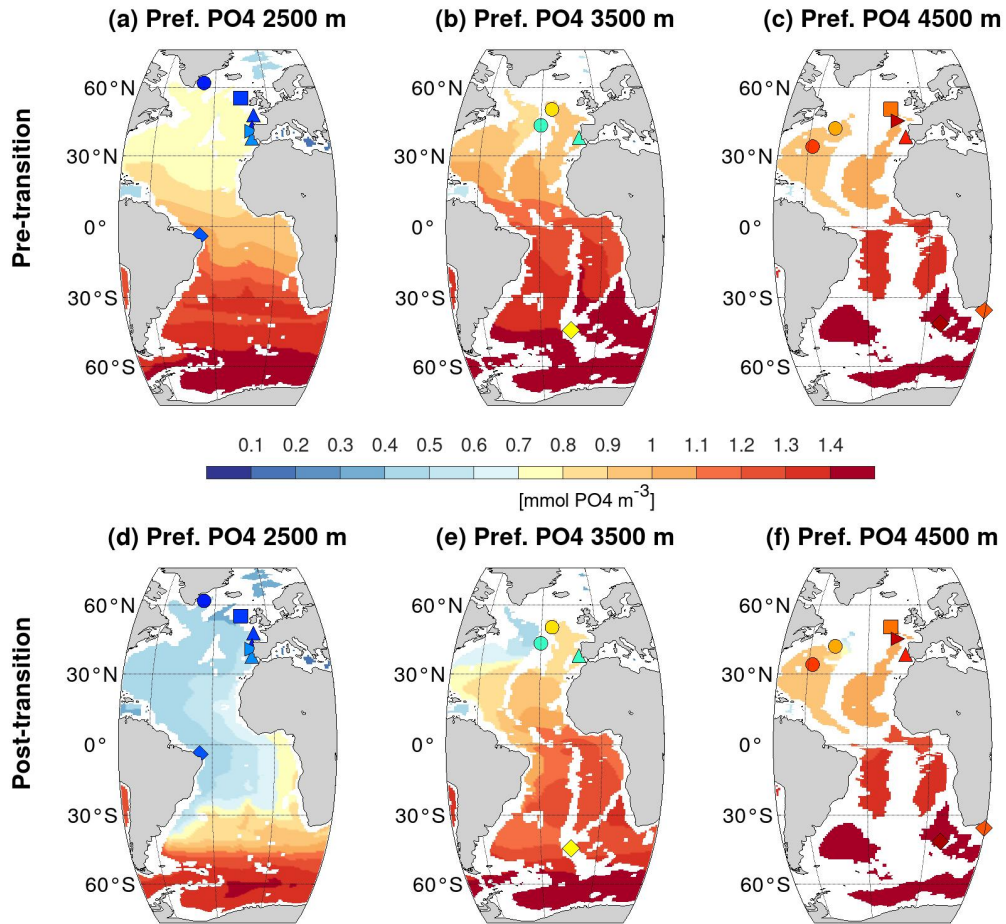 (a) Pref. PO4 2500 m (b) Pref. PO4 3500 m (c) Pref. PO4 4500 m
Pre-transition
60°N 60°N 60°N
30°N 30°N 30°N
0° 0° 0°
30°S 30°S 30°S
60°S 60°S 60°S
0.1 0.2 0.3 0.4 0.5 0.6 0.7 0.8 0.9 1 1.1 1.2 1.3 1.4
[mmol PO4 m⁻³]
(d) Pref. PO4 2500 m (e) Pref. PO4 3500 m (f) Pref. PO4 4500 m
Post-transition
60°N 60°N 60°N
30°N 30°N 30°N
0° 0° 0°
30°S 30°S 30°S
60°S 60°S 60°S